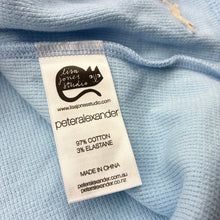 lisa
jones
studio
www.lisajonesstudio.com
peteralexander
97% COTTON
3% ELASTANE
MADE IN CHINA
peteralexander.com.au
peteralexander.co.nz